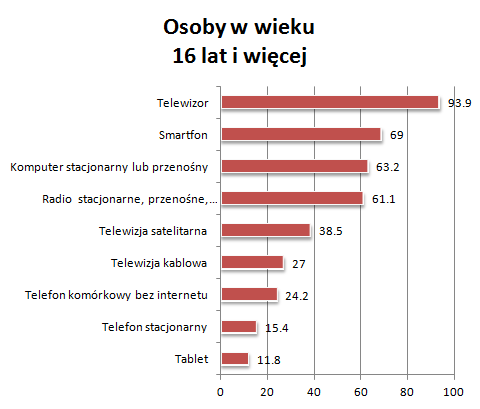 Osoby w wieku
16 lat i więcej
Telewizor 93.9
Smartfon 69
Komputer stacjonarny lub przenośny 63.2
Radio stacjonarne, przenośne,... 61.1
Telewizja satelitarna 38.5
Telewizja kablowa 27
Telefon komórkowy bez internetu 24.2
Telefon stacjonarny 15.4
Tablet 11.8
0 20 40 60 80 100